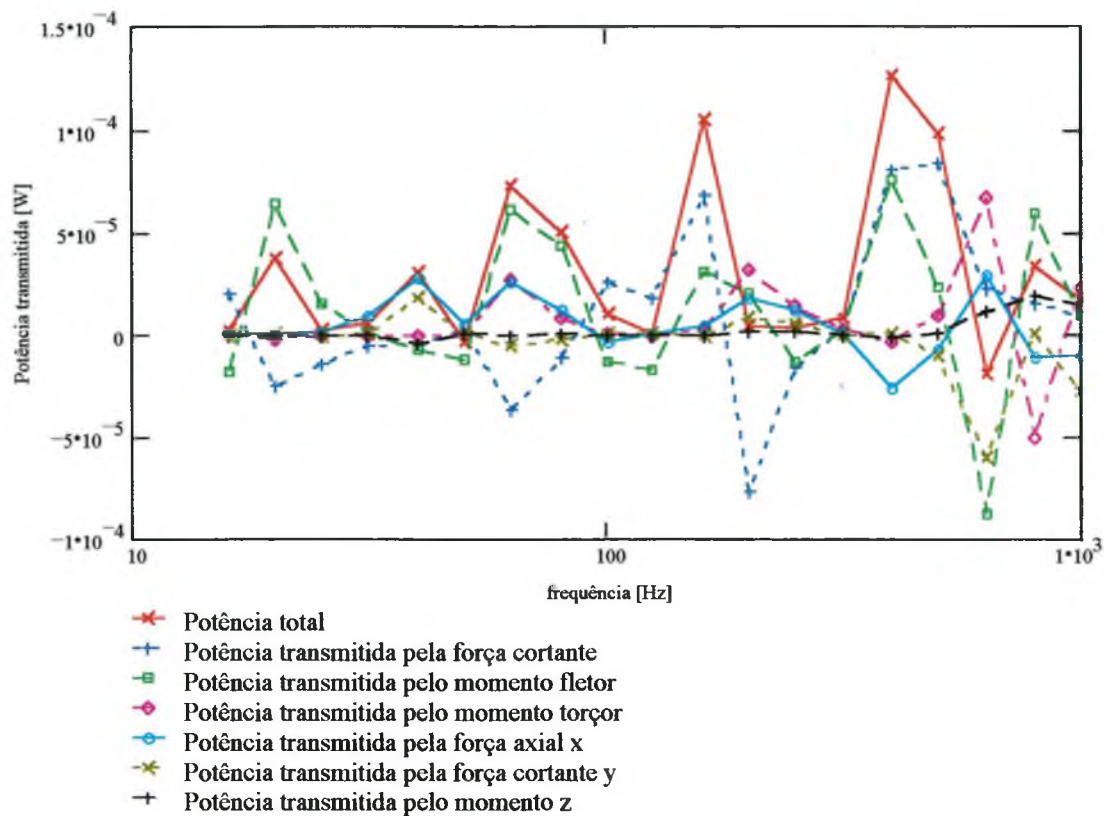 1.5•10⁻⁴
1•10⁻⁴
5•10⁻⁵
0
−5•10⁻⁵
−1•10⁻⁴
Potência transmitida [W]
10
100
1•10³
frequência [Hz]
Potência total
Potência transmitida pela força cortante
Potência transmitida pelo momento fletor
Potência transmitida pelo momento torçor
Potência transmitida pela força axial x
Potência transmitida pela força cortante y
Potência transmitida pelo momento z